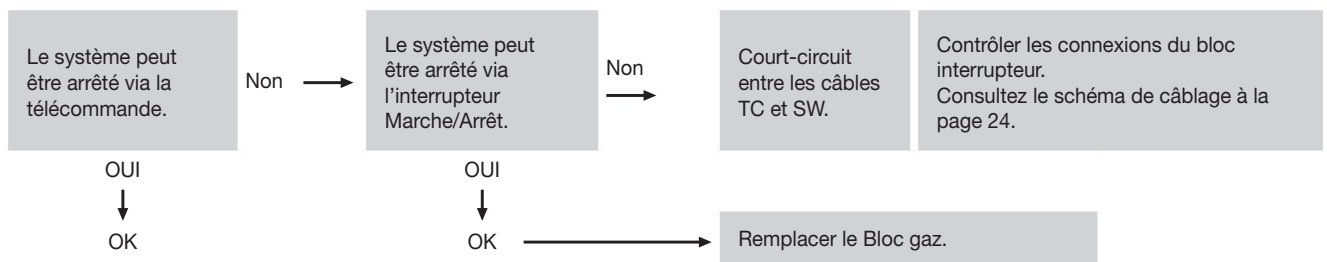 Le système peut
être arrêté via la
télécommande.
Non
Le système peut
être arrêté via
l'interrupteur
Marche/Arrêt.
Non
Court-circuit
entre les câbles
TC et SW.
Contrôler les connexions du bloc
interrupteur.
Consultez le schéma de câblage à la
page 24.
OUI
OUI
OK
OK
Remplacer le Bloc gaz.